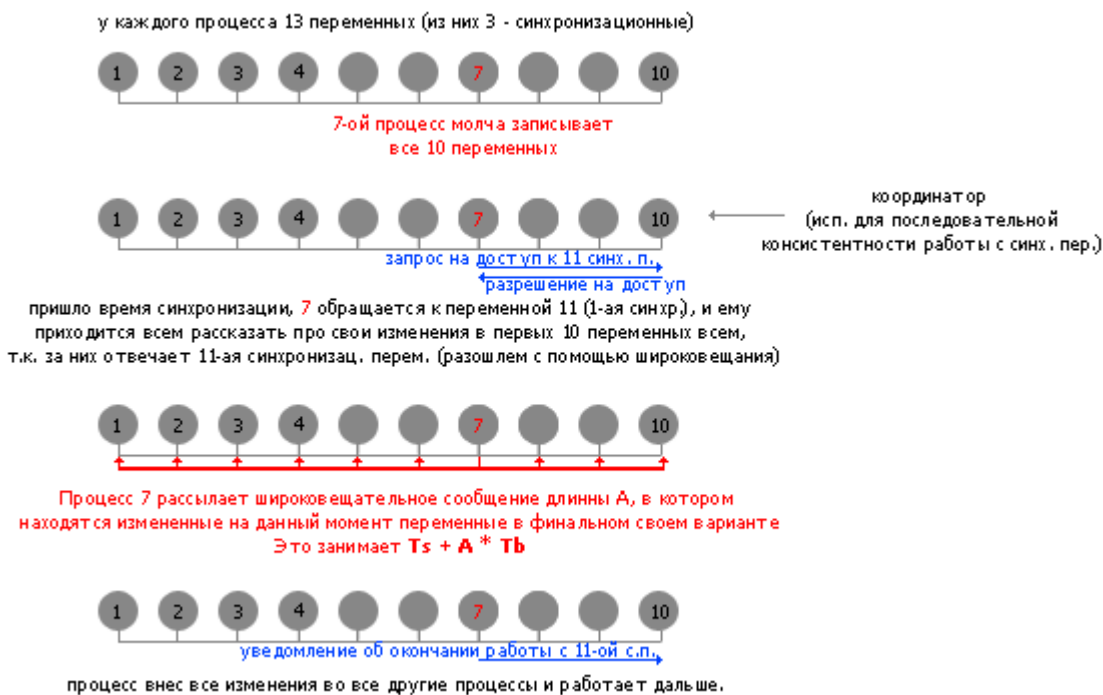 у каждого процесса 13 переменных (из них 3 - синхронизационные)
1 2 3 4 7 10
7-ой процесс молча записывает
все 10 переменных
1 2 3 4 7 10
координатор
(исп. для последовательной
консистентности работы с синх. пер.)
запрос на доступ к 11 синх. п.
разрешение на доступ
пришло время синхронизации, 7 обращается к переменной 11 (1-ая синхр,), и ему
приходится всем рассказать про свои изменения в первых 10 переменных всем,
т.к. за них отвечает 11-ая синхронизац. перем. (разошлем с помощью широковещания)
1 2 3 4 7 10
Процесс 7 рассылает широковещательное сообщение длинны А, в котором
находятся измененные на данный момент переменные в финальном своем варианте
Это занимает Ts + A * Tb
1 2 3 4 7 10
уведомление об окончании работы с 11-ой с.п.
процесс внес все изменения во все другие процессы и работает дальше.